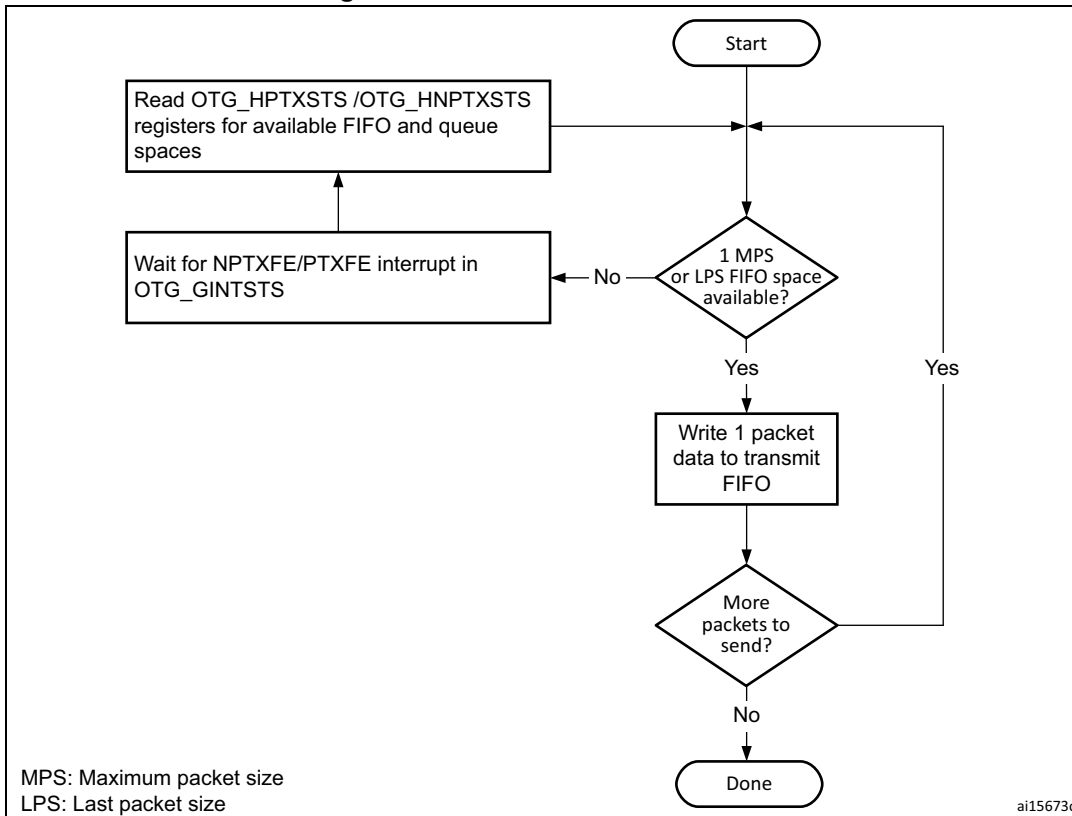 Start
Read OTG_HPTXSTS /OTG_HNPTXSTS
registers for available FIFO and queue
spaces
1 MPS
or LPS FIFO space
available?
No
Wait for NPTXFE/PTXFE interrupt in
OTG_GINTSTS
Yes
Yes
Write 1 packet
data to transmit
FIFO
More
packets to
send?
No
Done
MPS: Maximum packet size
LPS: Last packet size